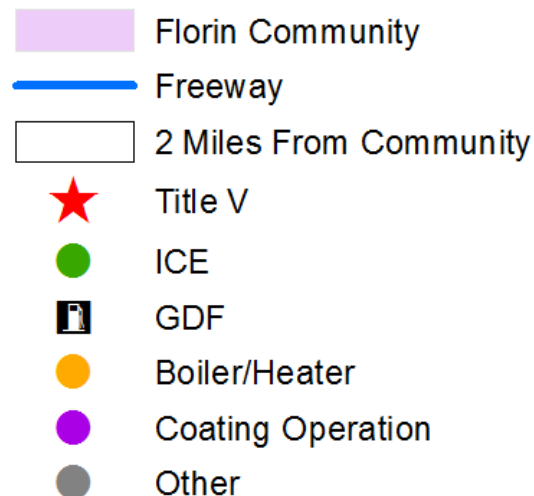 Florin Community
Freeway
2 Miles From Community
Title V
ICE
GDF
Boiler/Heater
Coating Operation
Other